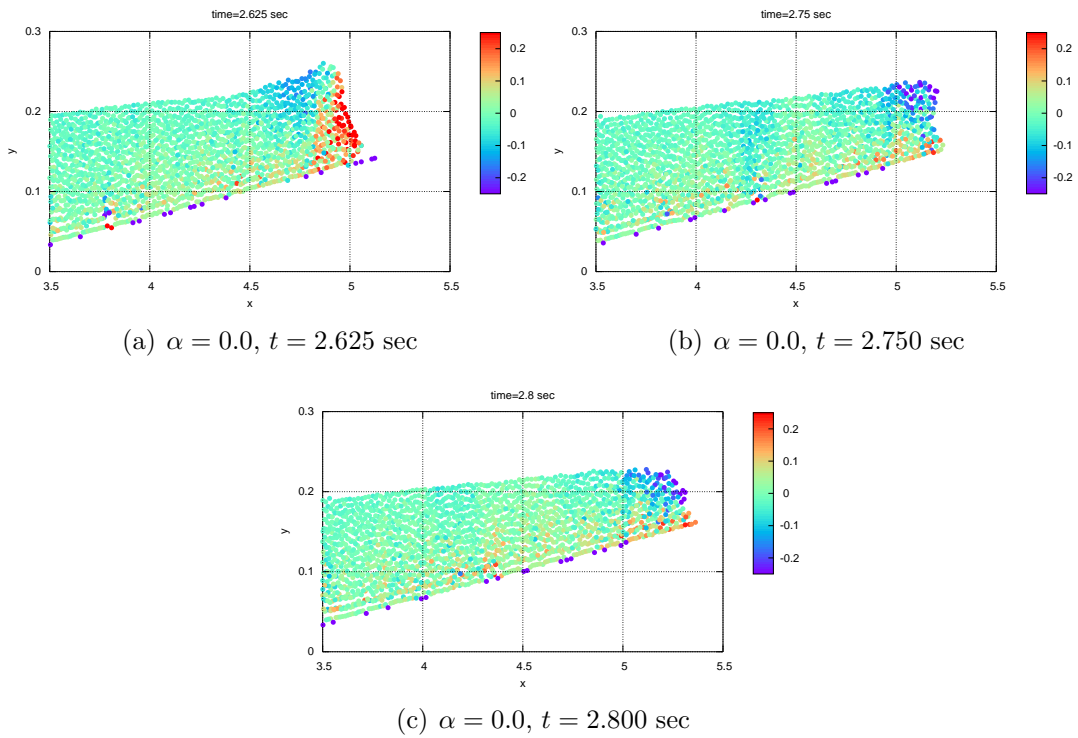 time=2.625 sec
0.3
0.2
0.1
0
y
3.5 4 4.5 5 5.5
x
0.2
0.1
0
-0.1
-0.2
(a) α = 0.0, t = 2.625 sec
time=2.75 sec
0.3
0.2
0.1
0
y
3.5 4 4.5 5 5.5
x
0.2
0.1
0
-0.1
-0.2
(b) α = 0.0, t = 2.750 sec
time=2.8 sec
0.3
0.2
0.1
0
y
3.5 4 4.5 5 5.5
x
0.2
0.1
0
-0.1
-0.2
(c) α = 0.0, t = 2.800 sec